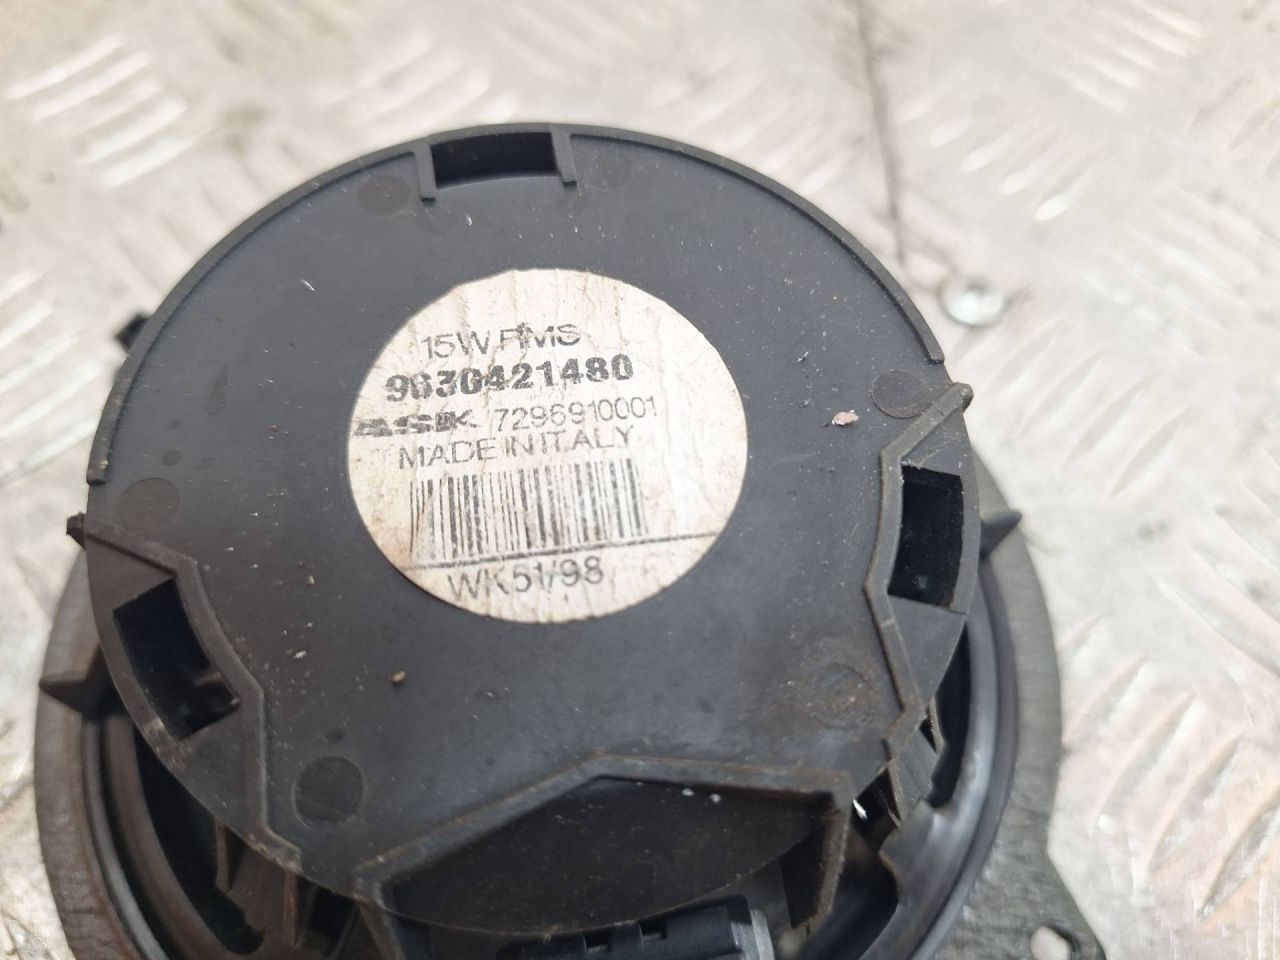 15W RMS
9630421480
ASK 7296910001
MADE IN ITALY
WK51/98